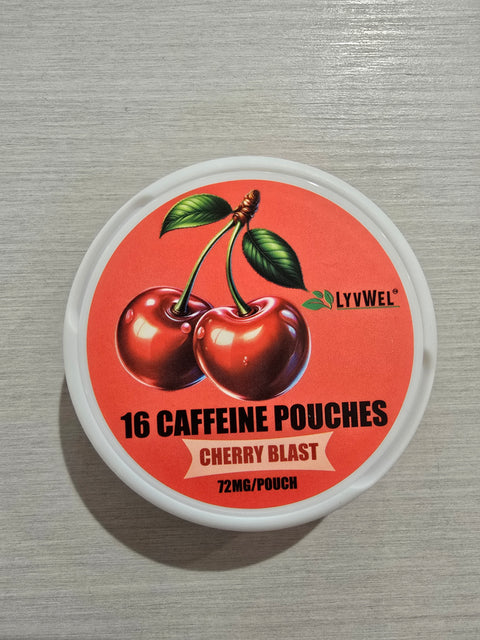 LYVWEL
16 CAFFEINE POUCHES
CHERRY BLAST
72MG/POUCH